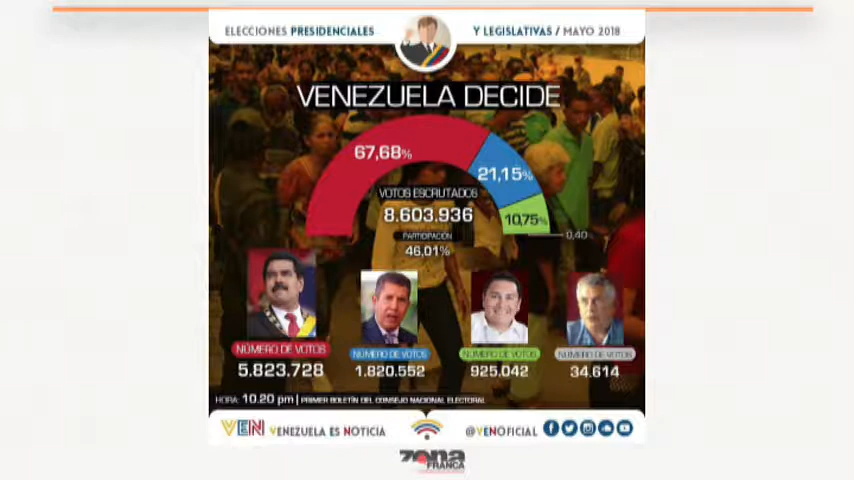 ELECCIONES PRESIDENCIALES
Y LEGISLATIVAS / MAYO 2018
VENEZUELA DECIDE
67,68%
21,15%
10,75%
0,40%
VOTOS ESCRUTADOS
8.603.936
PARTICIPACIÓN
46,01%
NÚMERO DE VOTOS
5.823.728
NÚMERO DE VOTOS
1.820.552
NÚMERO DE VOTOS
925.042
NÚMERO DE VOTOS
34.614
HORA: 10.20 pm | PRIMER BOLETÍN DEL CONSEJO NACIONAL ELECTORAL
VEN VENEZUELA ES NOTICIA
@VENOFICIAL
ZONA
FRANCA